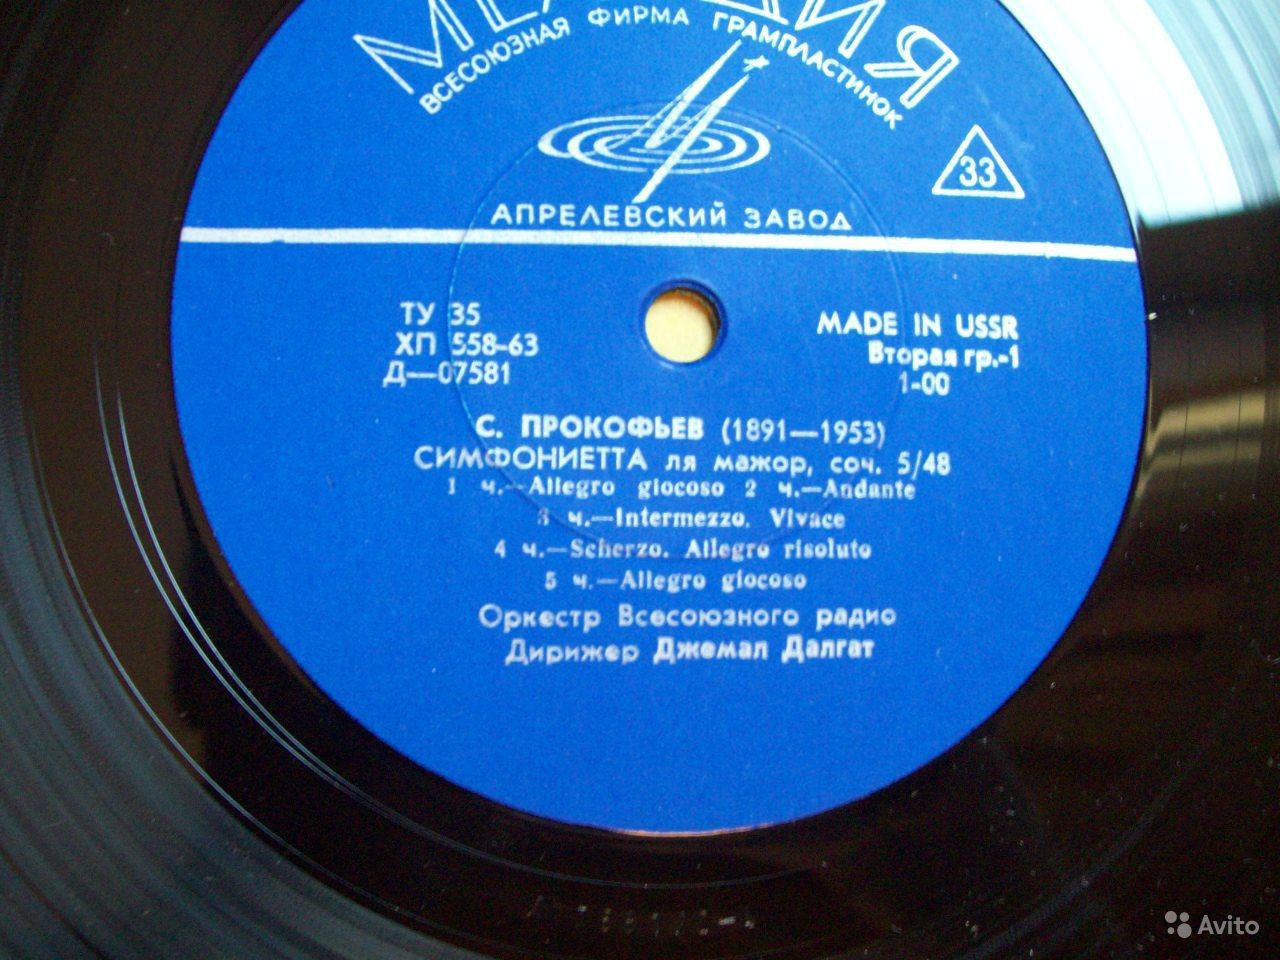 ВСЕСОЮЗНАЯ ФИРМА ГРАМПЛАСТИНОК
33
АПРЕЛЕВСКИЙ ЗАВОД
ТУ 35
ХП 558-63
Д—07581
MADE IN USSR
Вторая гр.-1
1-00
С. ПРОКОФЬЕВ (1891—1953)
СИМФОНИЕТТА ля мажор, соч. 5/48
1 ч.—Allegro giocoso 2 ч.—Andante
3 ч.—Intermezzo. Vivace
4 ч.—Scherzo. Allegro risoluto
5 ч.—Allegro giocoso
Оркестр Всесоюзного радио
Дирижер Джемал Далгат
Avito